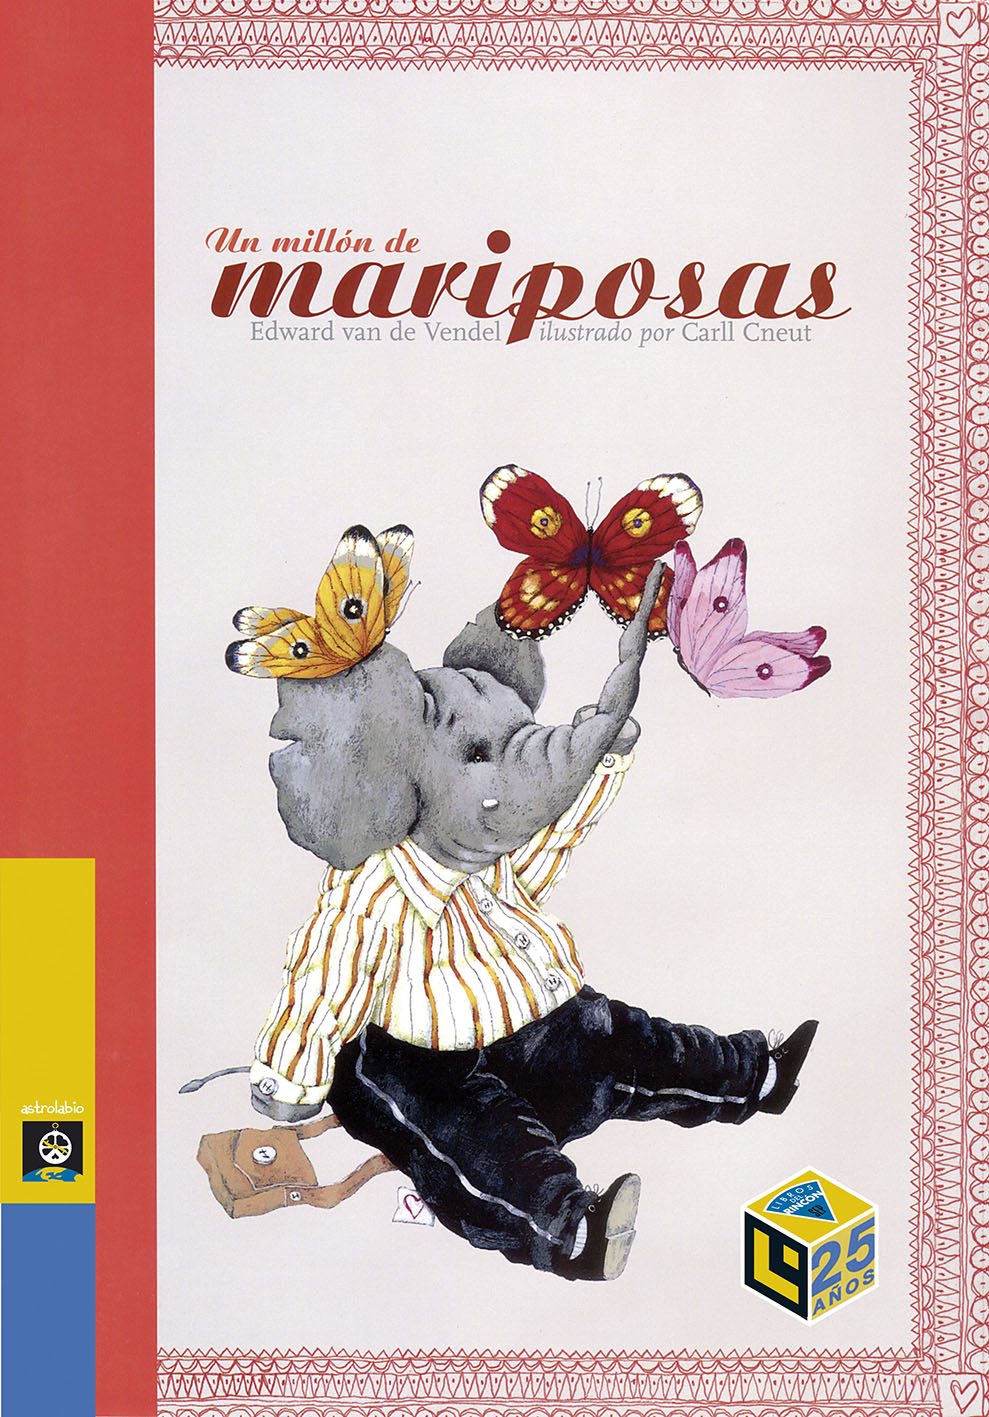 Un millón de
mariposas
Edward van de Vendel ilustrado por Carll Cneut
astrolabio
LIBROS
DEL
RINCÓN
SEP
25
AÑOS